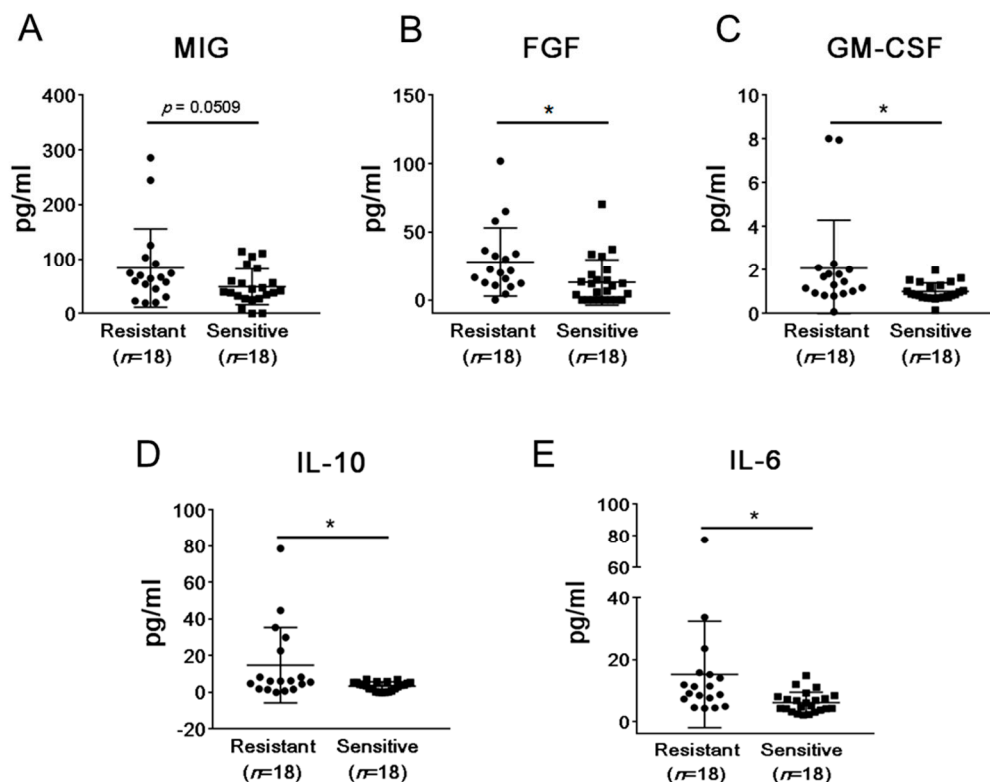 A
MIG
400
300
200
100
0
pg/ml
p = 0.0509
Resistant
(n=18)
Sensitive
(n=18)
B
FGF
150
100
50
0
pg/ml
*
Resistant
(n=18)
Sensitive
(n=18)
C
GM-CSF
10
8
6
4
2
0
pg/ml
*
Resistant
(n=18)
Sensitive
(n=18)
D
IL-10
100
80
60
40
20
0
-20
pg/ml
*
Resistant
(n=18)
Sensitive
(n=18)
E
IL-6
100
80
60
40
20
0
pg/ml
*
Resistant
(n=18)
Sensitive
(n=18)